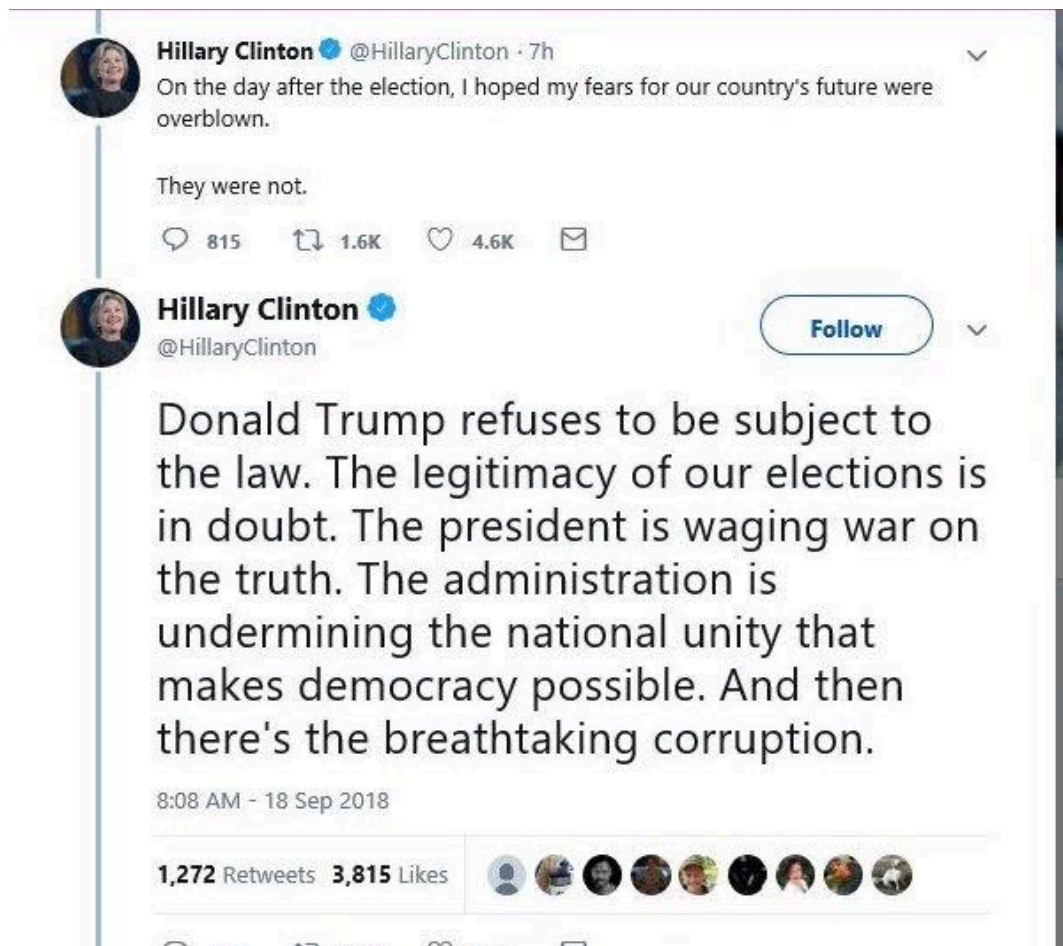 Hillary Clinton @HillaryClinton · 7h
On the day after the election, I hoped my fears for our country's future were
overblown.
They were not.
815 1.6K 4.6K
Hillary Clinton
Follow
@HillaryClinton
Donald Trump refuses to be subject to
the law. The legitimacy of our elections is
in doubt. The president is waging war on
the truth. The administration is
undermining the national unity that
makes democracy possible. And then
there's the breathtaking corruption.
8:08 AM - 18 Sep 2018
1,272 Retweets 3,815 Likes